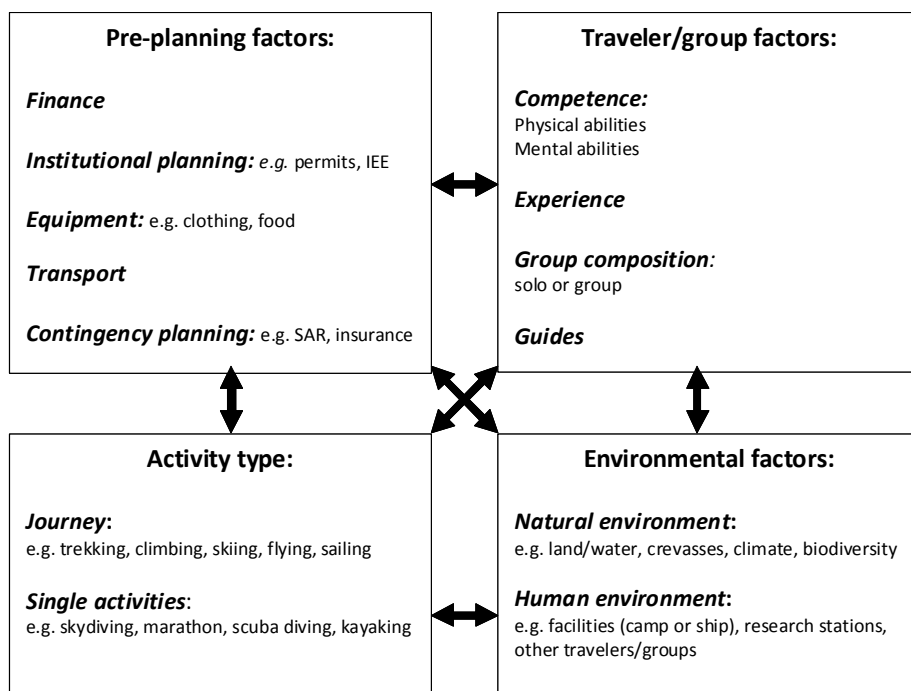 Pre-planning factors:
Finance
Institutional planning: e.g. permits, IEE
Equipment: e.g. clothing, food
Transport
Contingency planning: e.g. SAR, insurance
Traveler/group factors:
Competence:
Physical abilities
Mental abilities
Experience
Group composition:
solo or group
Guides
Activity type:
Journey:
e.g. trekking, climbing, skiing, flying, sailing
Single activities:
e.g. skydiving, marathon, scuba diving, kayaking
Environmental factors:
Natural environment:
e.g. land/water, crevasses, climate, biodiversity
Human environment:
e.g. facilities (camp or ship), research stations,
other travelers/groups